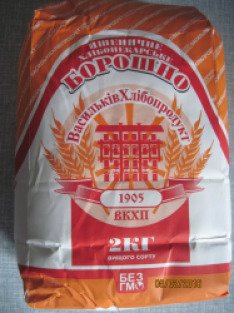 ПШЕНИЧНЕ
ХЛІБОПЕКАРСЬКЕ
БОРОШНО
ВасильківХлібопродукт
1905
ВКХП
2КГ
ВИЩОГО СОРТУ
БЕЗ
ГМО